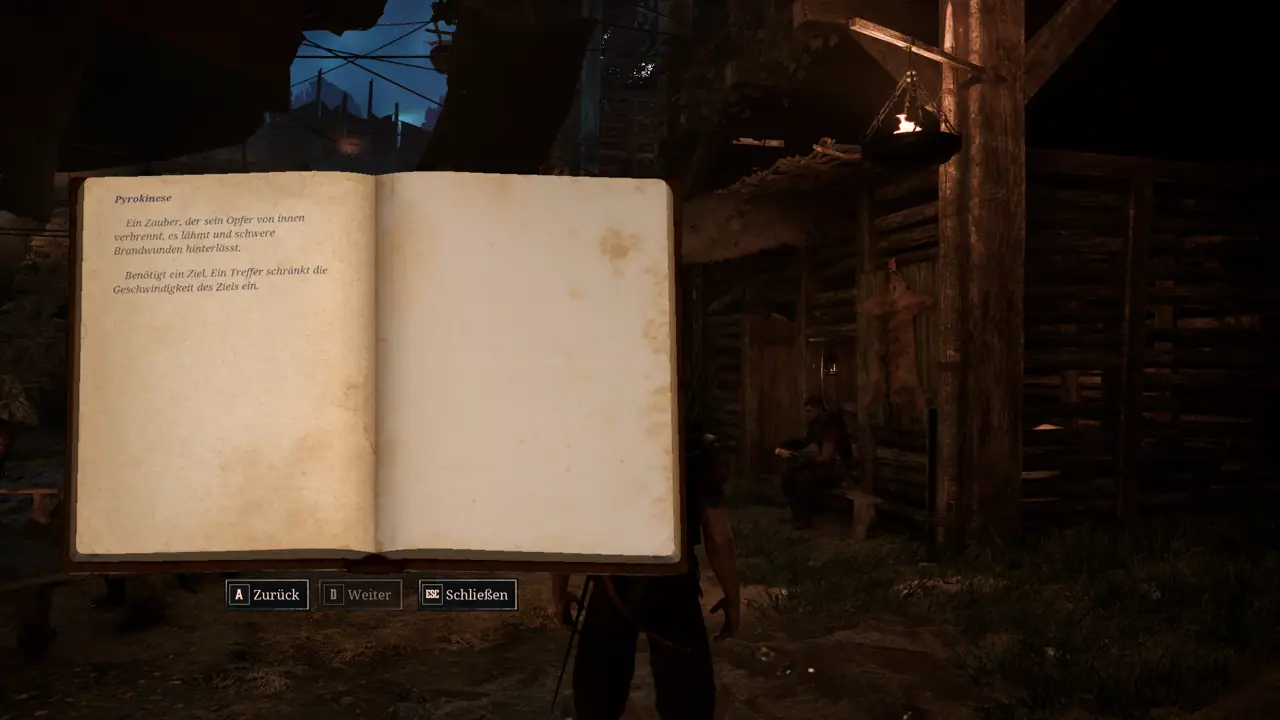 Pyrokinese
Ein Zauber, der sein Opfer von innen
verbrennt, es lähmt und schwere
Brandwunden hinterlässt.
Benötigt ein Ziel. Ein Treffer schränkt die
Geschwindigkeit des Ziels ein.
A Zurück D Weiter ESC Schließen